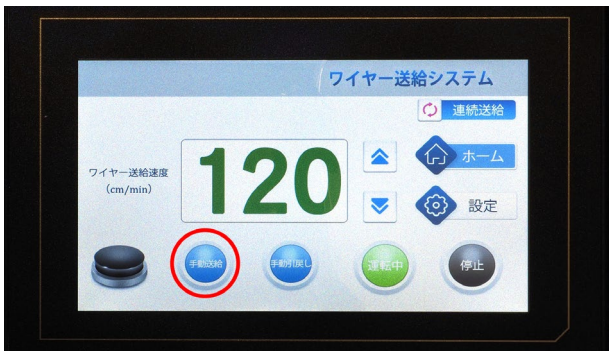 ワイヤー送給システム
連続送給
ホーム
ワイヤー送給速度
(cm/min)
120
設定
手動送給
手動引戻し
運転中
停止